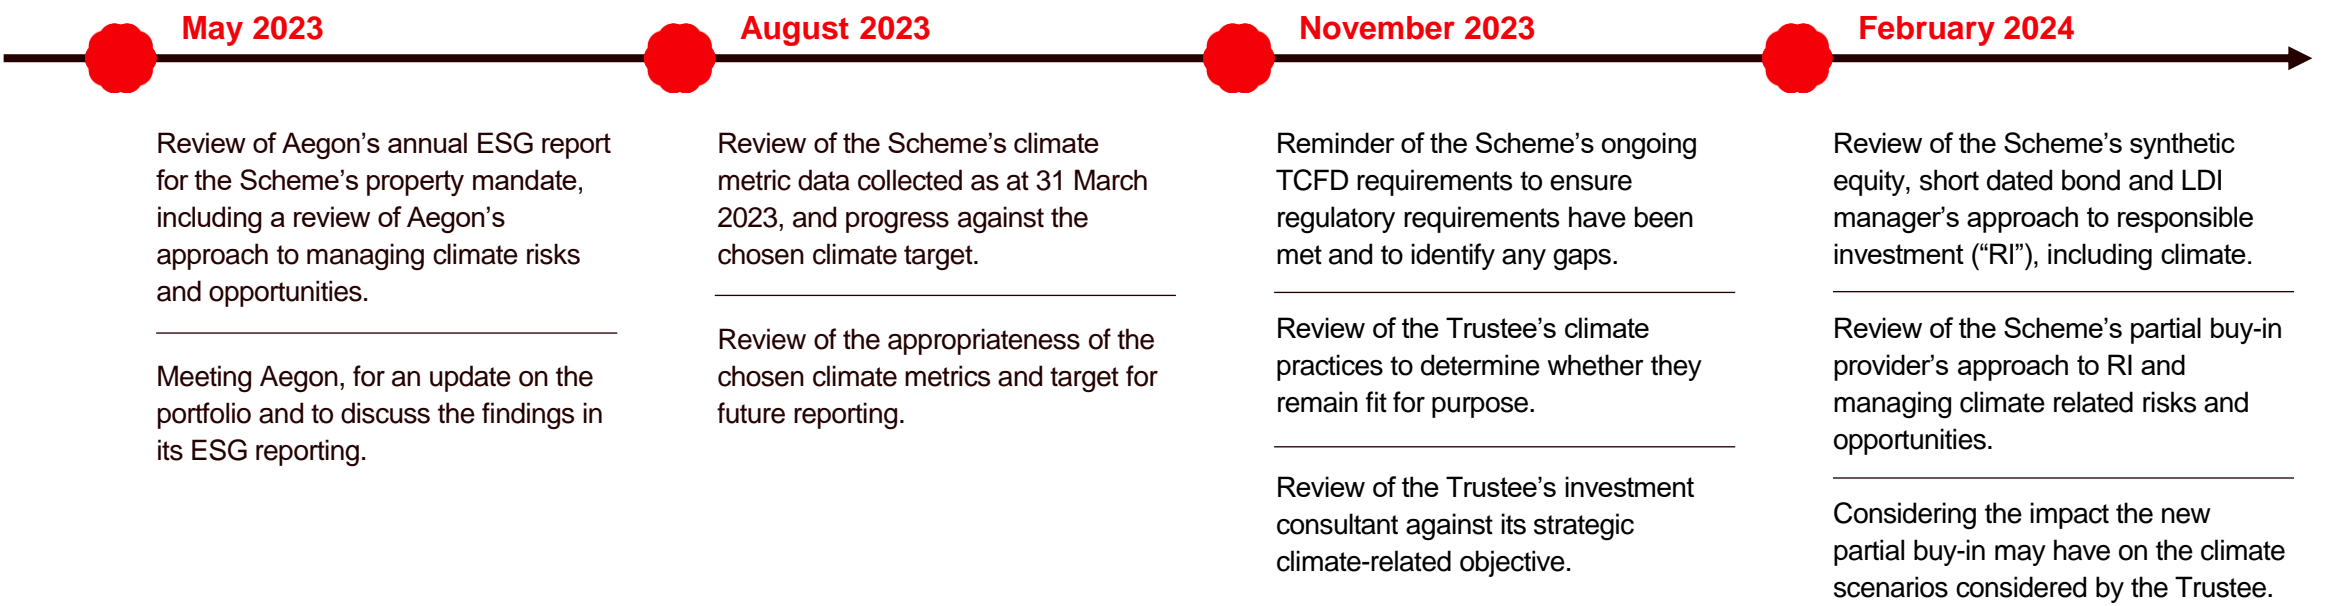 May 2023
Review of Aegon’s annual ESG report
for the Scheme’s property mandate,
including a review of Aegon’s
approach to managing climate risks
and opportunities.
Meeting Aegon, for an update on the
portfolio and to discuss the findings in
its ESG reporting.
August 2023
Review of the Scheme’s climate
metric data collected as at 31 March
2023, and progress against the
chosen climate target.
Review of the appropriateness of the
chosen climate metrics and target for
future reporting.
November 2023
Reminder of the Scheme’s ongoing
TCFD requirements to ensure
regulatory requirements have been
met and to identify any gaps.
Review of the Trustee’s climate
practices to determine whether they
remain fit for purpose.
Review of the Trustee’s investment
consultant against its strategic
climate-related objective.
February 2024
Review of the Scheme’s synthetic
equity, short dated bond and LDI
manager’s approach to responsible
investment (“RI”), including climate.
Review of the Scheme’s partial buy-in
provider’s approach to RI and
managing climate related risks and
opportunities.
Considering the impact the new
partial buy-in may have on the climate
scenarios considered by the Trustee.